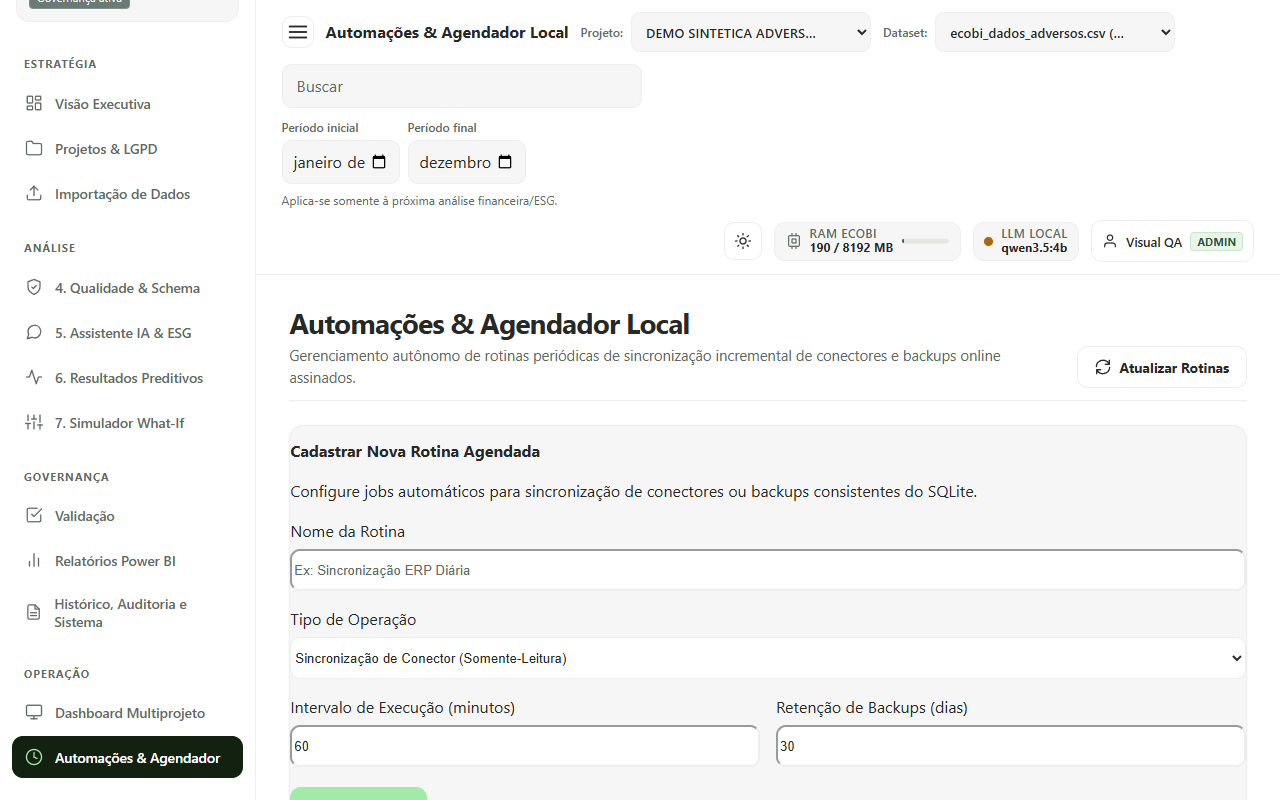 Governança ativa
ESTRATÉGIA
Visão Executiva
Projetos & LGPD
Importação de Dados
ANÁLISE
4. Qualidade & Schema
5. Assistente IA & ESG
6. Resultados Preditivos
7. Simulador What-If
GOVERNANÇA
Validação
Relatórios Power BI
Histórico, Auditoria e
Sistema
OPERAÇÃO
Dashboard Multiprojeto
Automações & Agendador
Automações & Agendador Local
Projeto:
DEMO SINTETICA ADVERS...
Dataset:
ecobi_dados_adversos.csv (...
Buscar
Período inicial
Período final
janeiro de
dezembro
Aplica-se somente à próxima análise financeira/ESG.
RAM ECOBI
190 / 8192 MB
LLM LOCAL
qwen3.5:4b
Visual QA
ADMIN
Automações & Agendador Local
Gerenciamento autônomo de rotinas periódicas de sincronização incremental de conectores e backups online
assinados.
Atualizar Rotinas
Cadastrar Nova Rotina Agendada
Configure jobs automáticos para sincronização de conectores ou backups consistentes do SQLite.
Nome da Rotina
Ex: Sincronização ERP Diária
Tipo de Operação
Sincronização de Conector (Somente-Leitura)
Intervalo de Execução (minutos)
Retenção de Backups (dias)
60
30